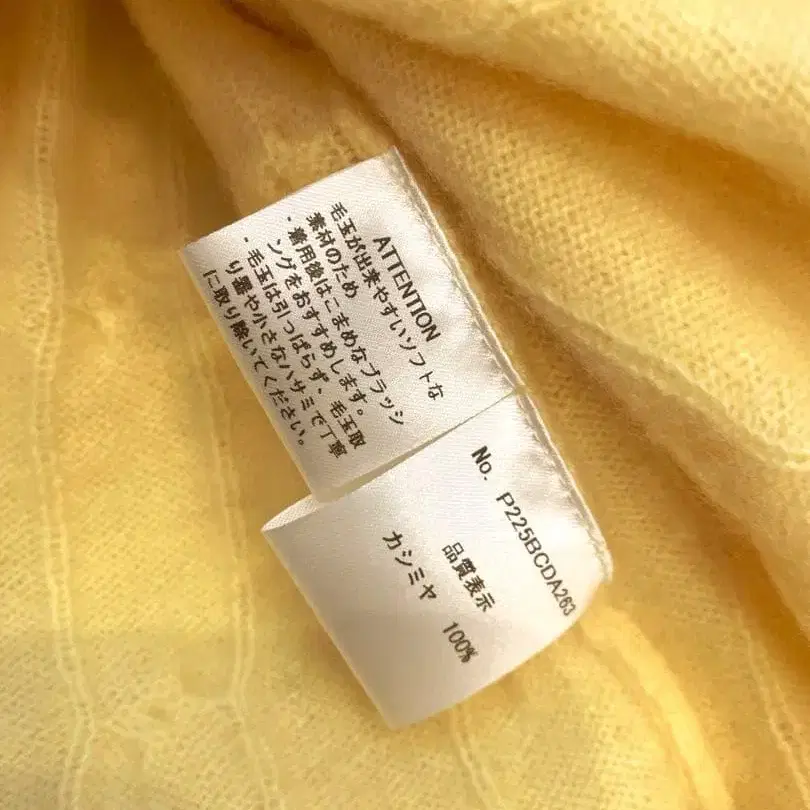 ATTENTION
毛玉が出来やすいソフトな
素材のため
・着用後はこまめなブラッシ
ングをおすすめします。
・毛玉は引っぱらず、毛玉取
り器や小さなハサミで丁寧
に取り除いてください。
No. P225BCDA263
品質表示
カシミヤ 100%